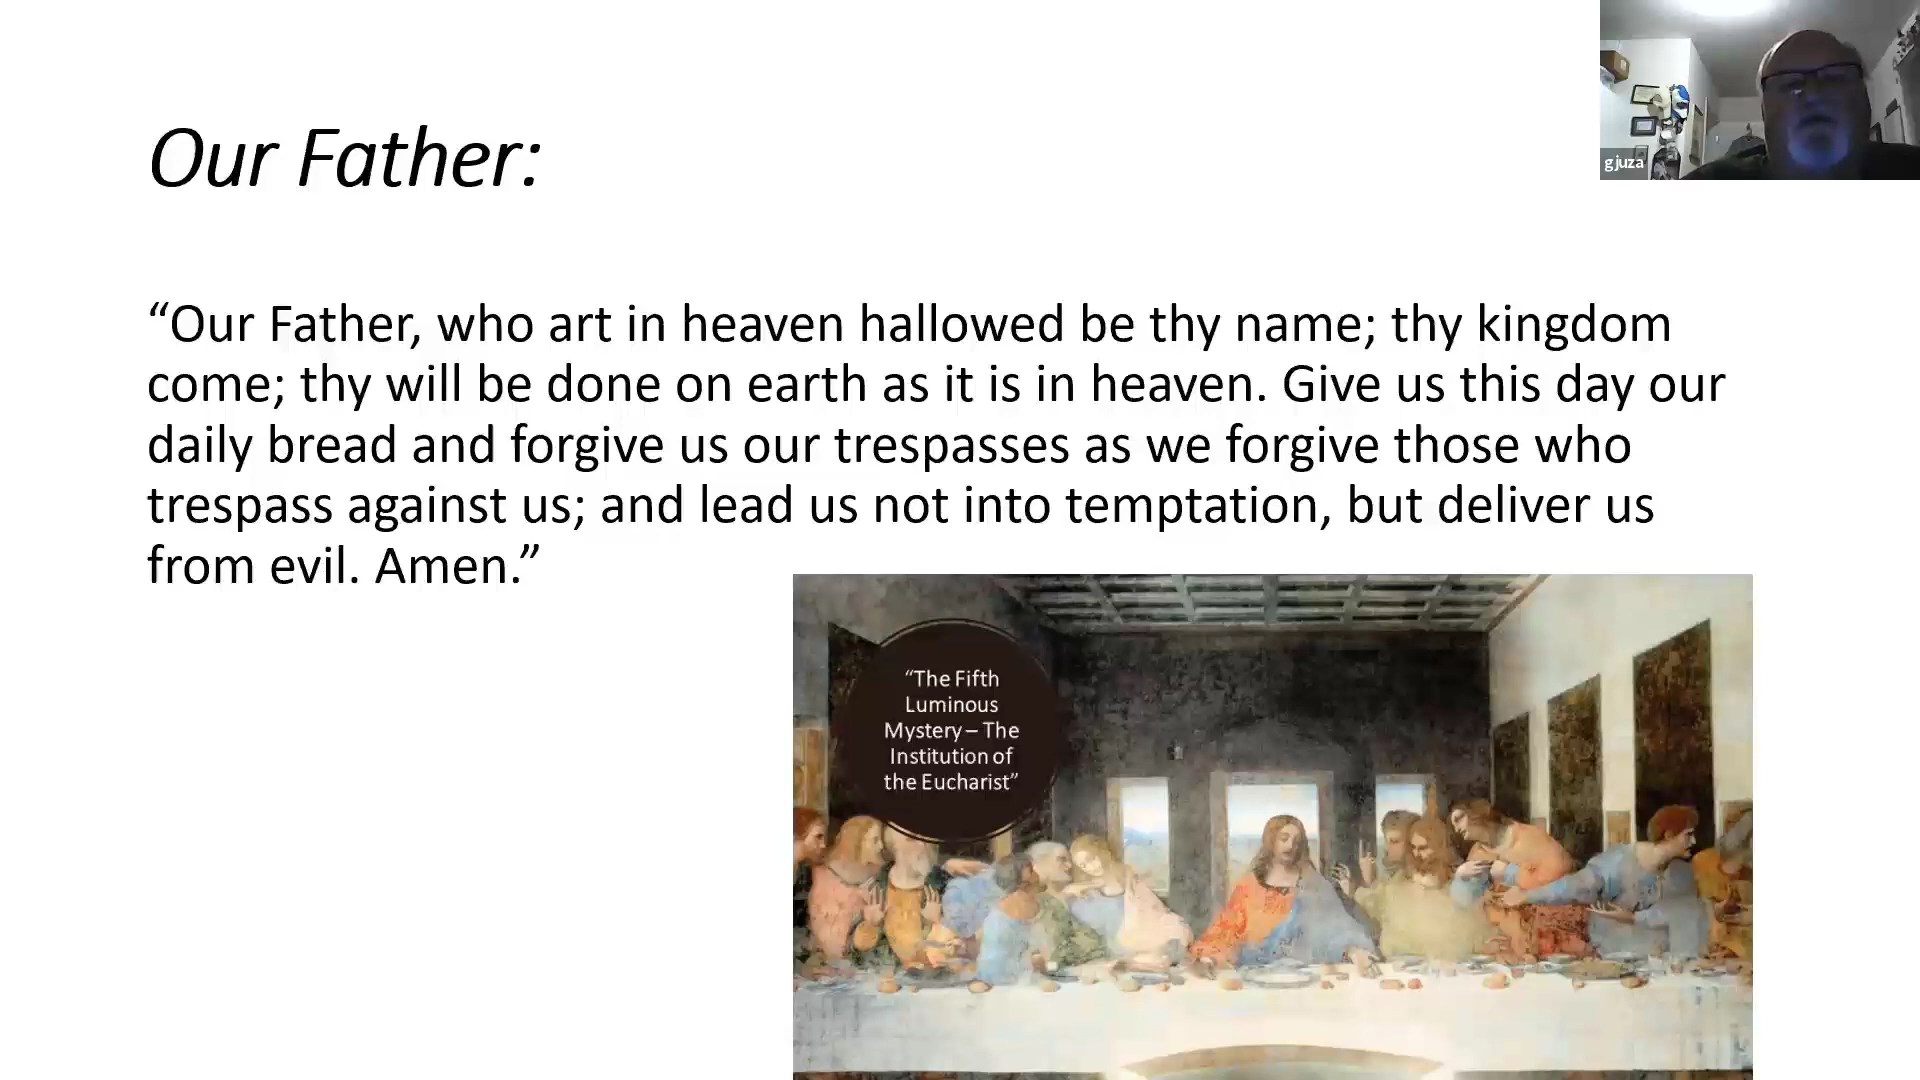 Our Father:
“Our Father, who art in heaven hallowed be thy name; thy kingdom
come; thy will be done on earth as it is in heaven. Give us this day our
daily bread and forgive us our trespasses as we forgive those who
trespass against us; and lead us not into temptation, but deliver us
from evil. Amen.”
“The Fifth
Luminous
Mystery – The
Institution of
the Eucharist”
gjuza